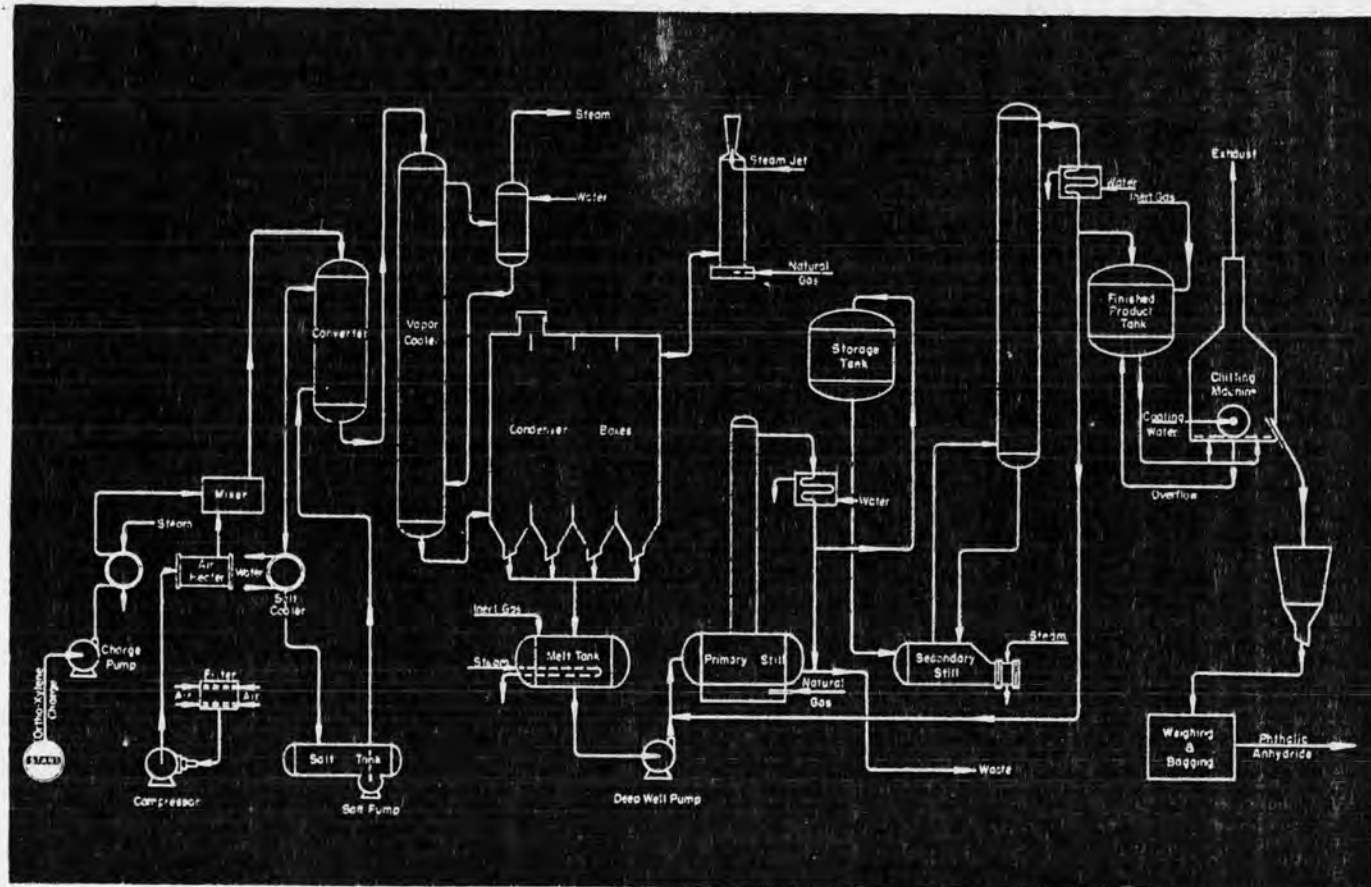 START
Ortho-Xylene
Charge
Charge
Pump
Steam
Mixer
Air
Heater
Water
Salt
Cooler
Filter
Air
Air
Compressor
Salt Tank
Salt Pump
Converter
Vapor
Cooler
Steam
Water
Condenser Boxes
Inert Gas
Steam
Melt Tank
Deep Well Pump
Steam Jet
Natural
Gas
Primary Still
Natural
Gas
Water
Waste
Storage
Tank
Secondary
Still
Steam
Water
Inert Gas
Finished
Product
Tank
Exhaust
Chilling
Machine
Cooling
Water
Overflow
Weighing
&
Bagging
Phthalic
Anhydride